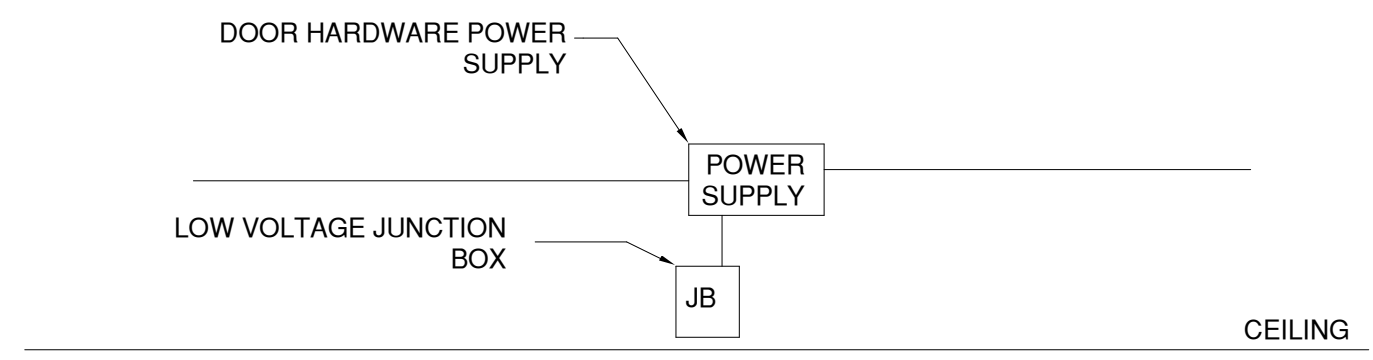 DOOR HARDWARE POWER
SUPPLY
POWER
SUPPLY
LOW VOLTAGE JUNCTION
BOX
JB
CEILING